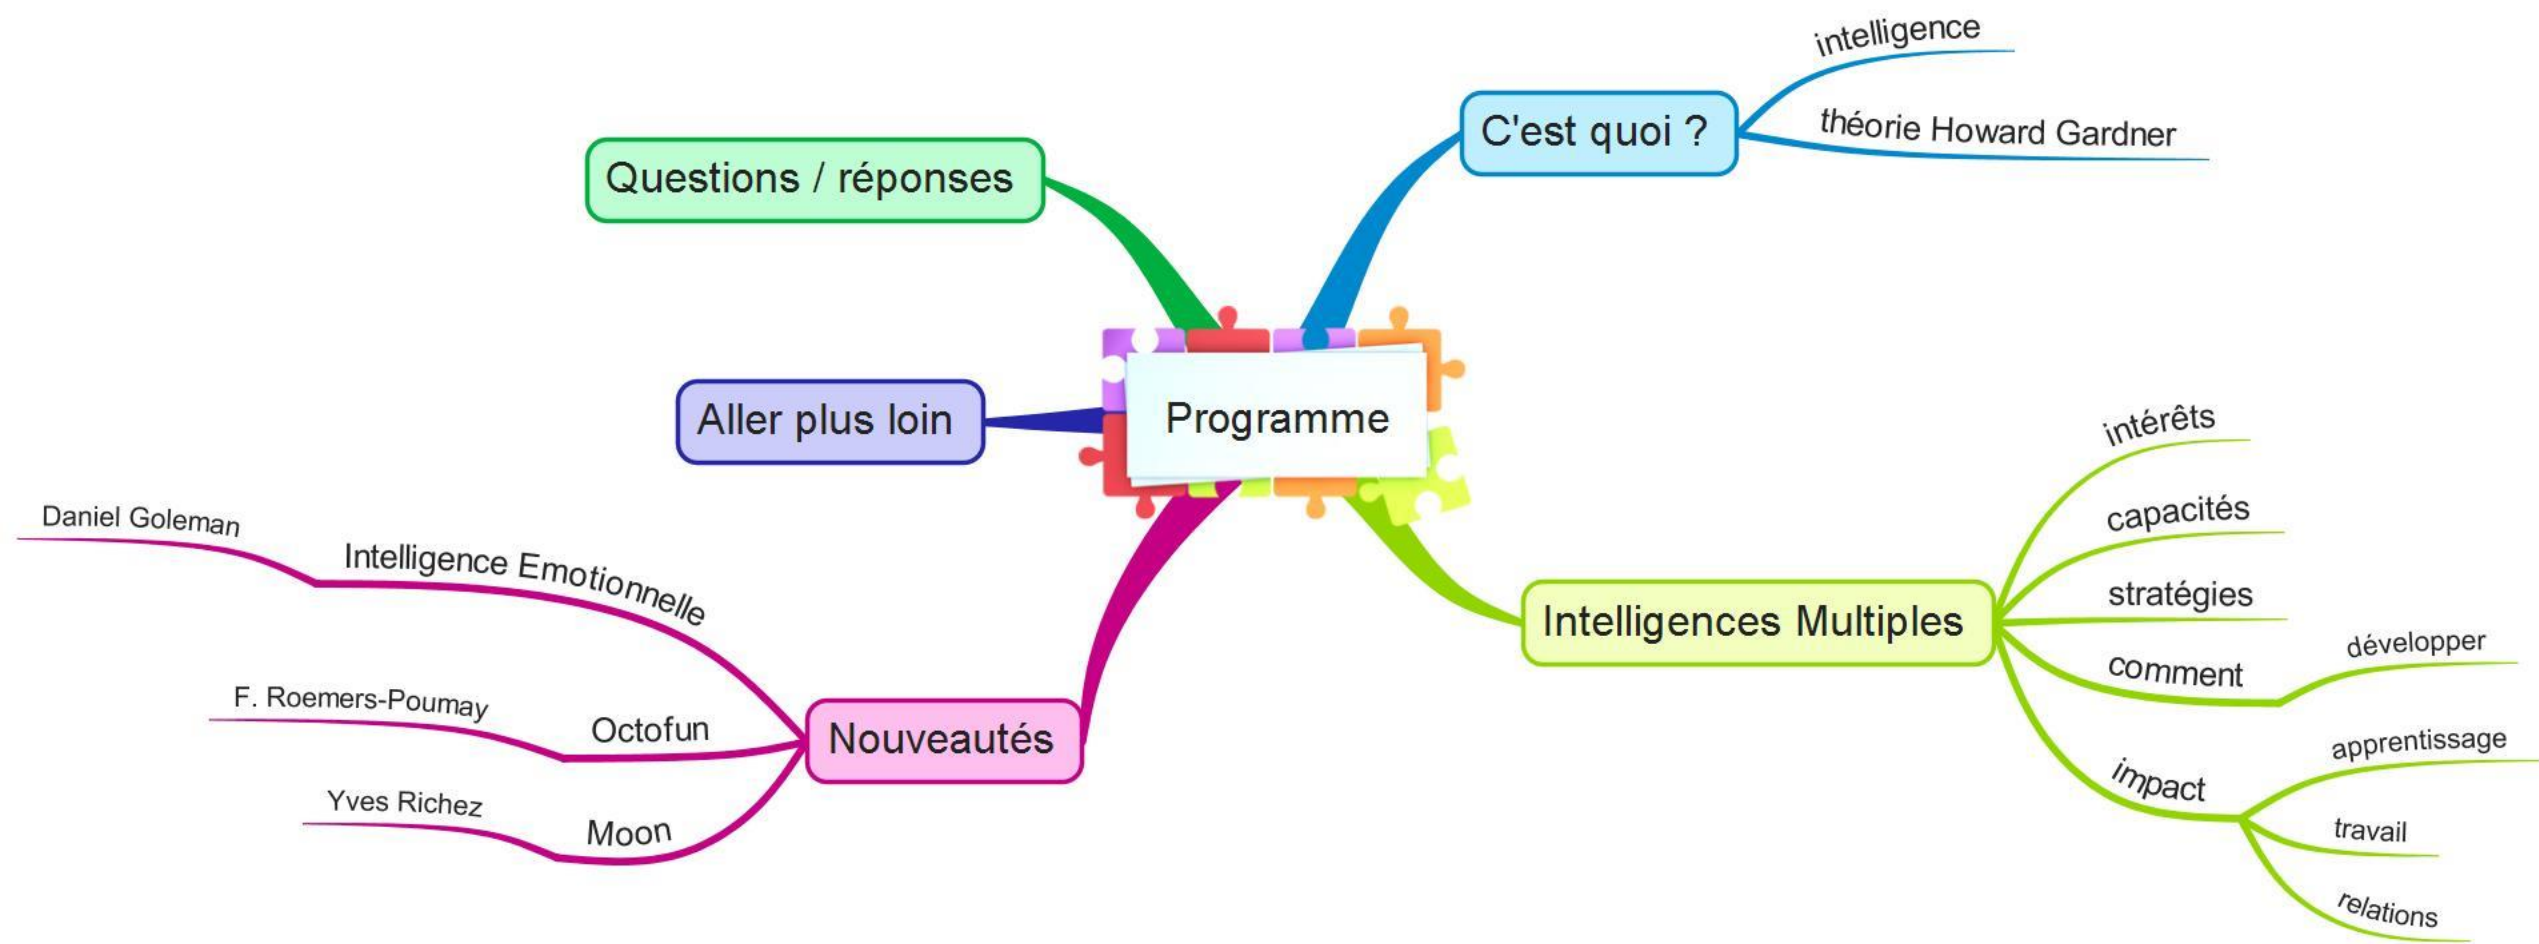 Programme
C'est quoi ?
intelligence
théorie Howard Gardner
Intelligences Multiples
intérêts
capacités
stratégies
comment
développer
impact
apprentissage
travail
relations
Nouveautés
Intelligence Emotionnelle
Daniel Goleman
Octofun
F. Roemers-Poumay
Moon
Yves Richez
Aller plus loin
Questions / réponses